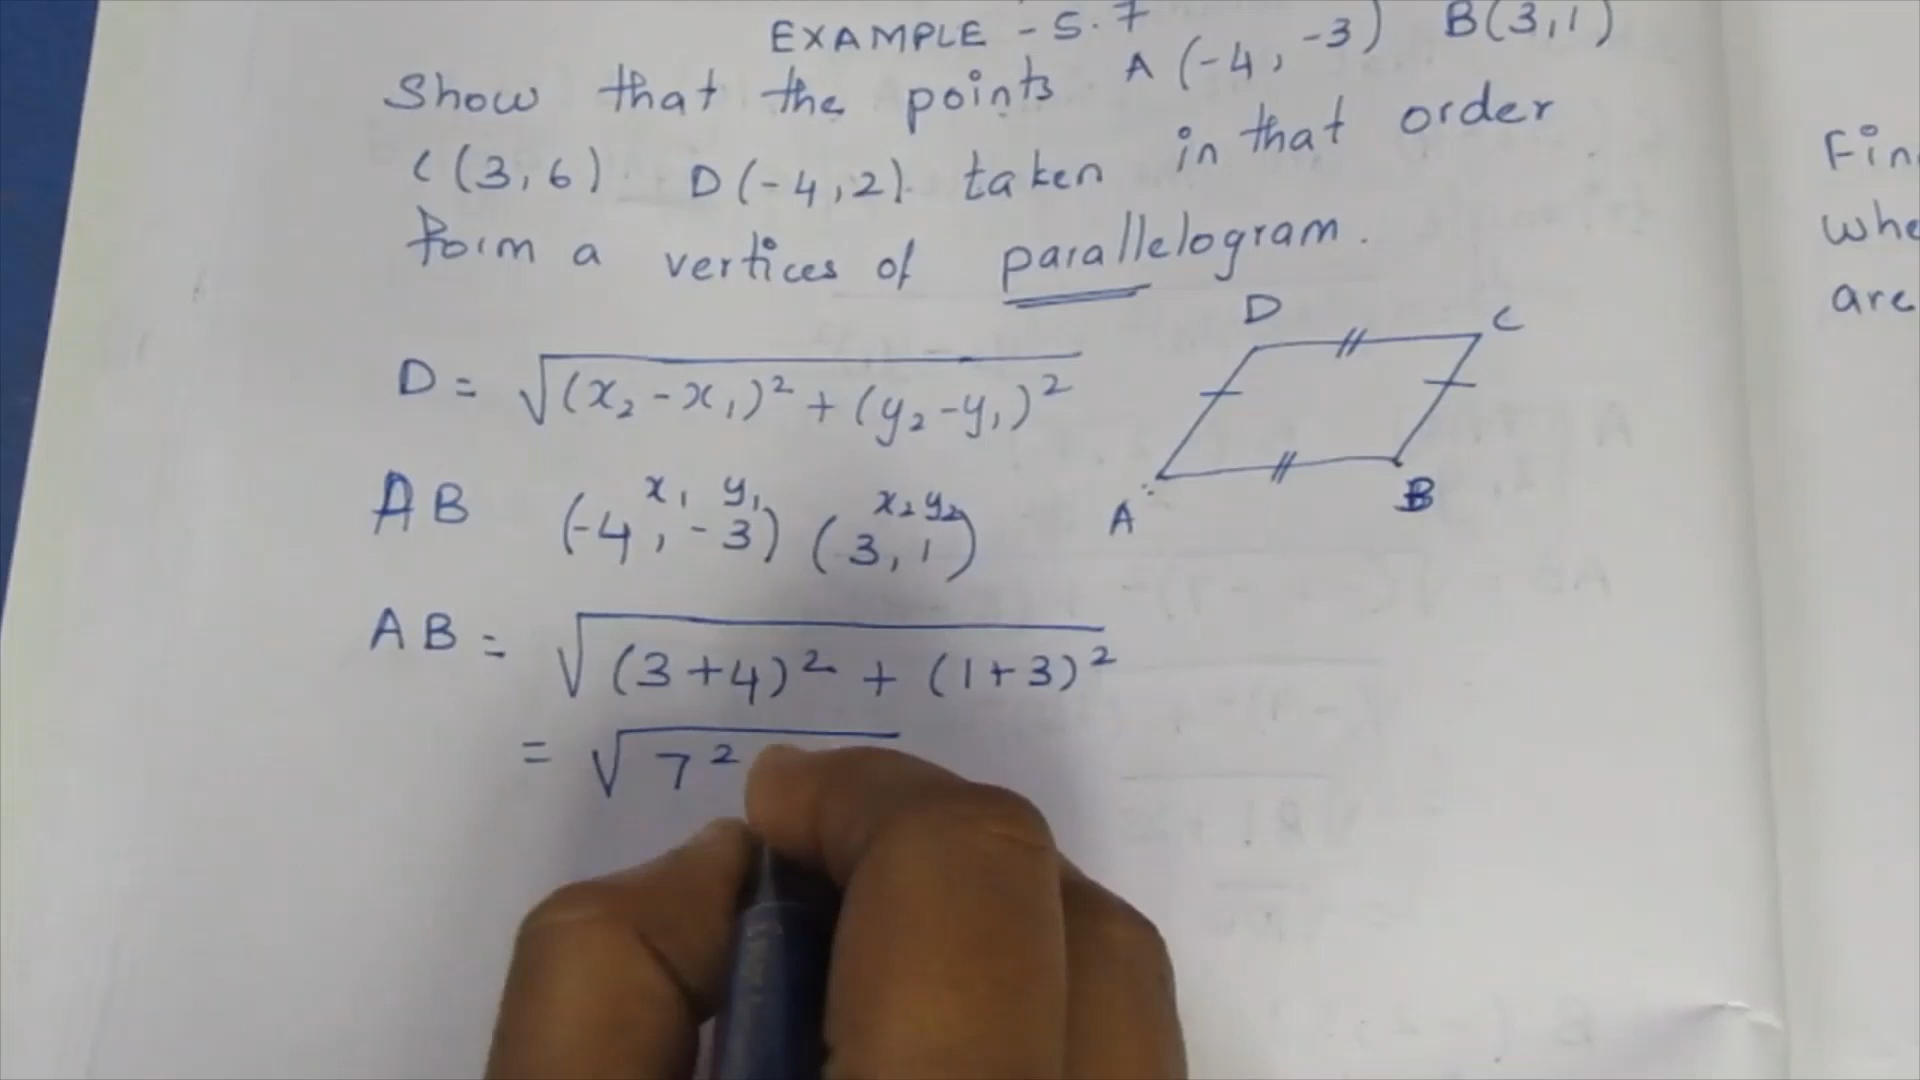 EXAMPLE - 5.7
Show that the points A (-4, -3) B(3,1)
C (3,6) D(-4,2). taken in that order
form a vertices of parallelogram.
D C
D = √(x₂-x₁)² + (y₂-y₁)²
A B
AB x₁ y₁ x₂ y₂
(-4, -3) (3, 1)
AB = √(3+4)² + (1+3)²
= √7²
whe
are